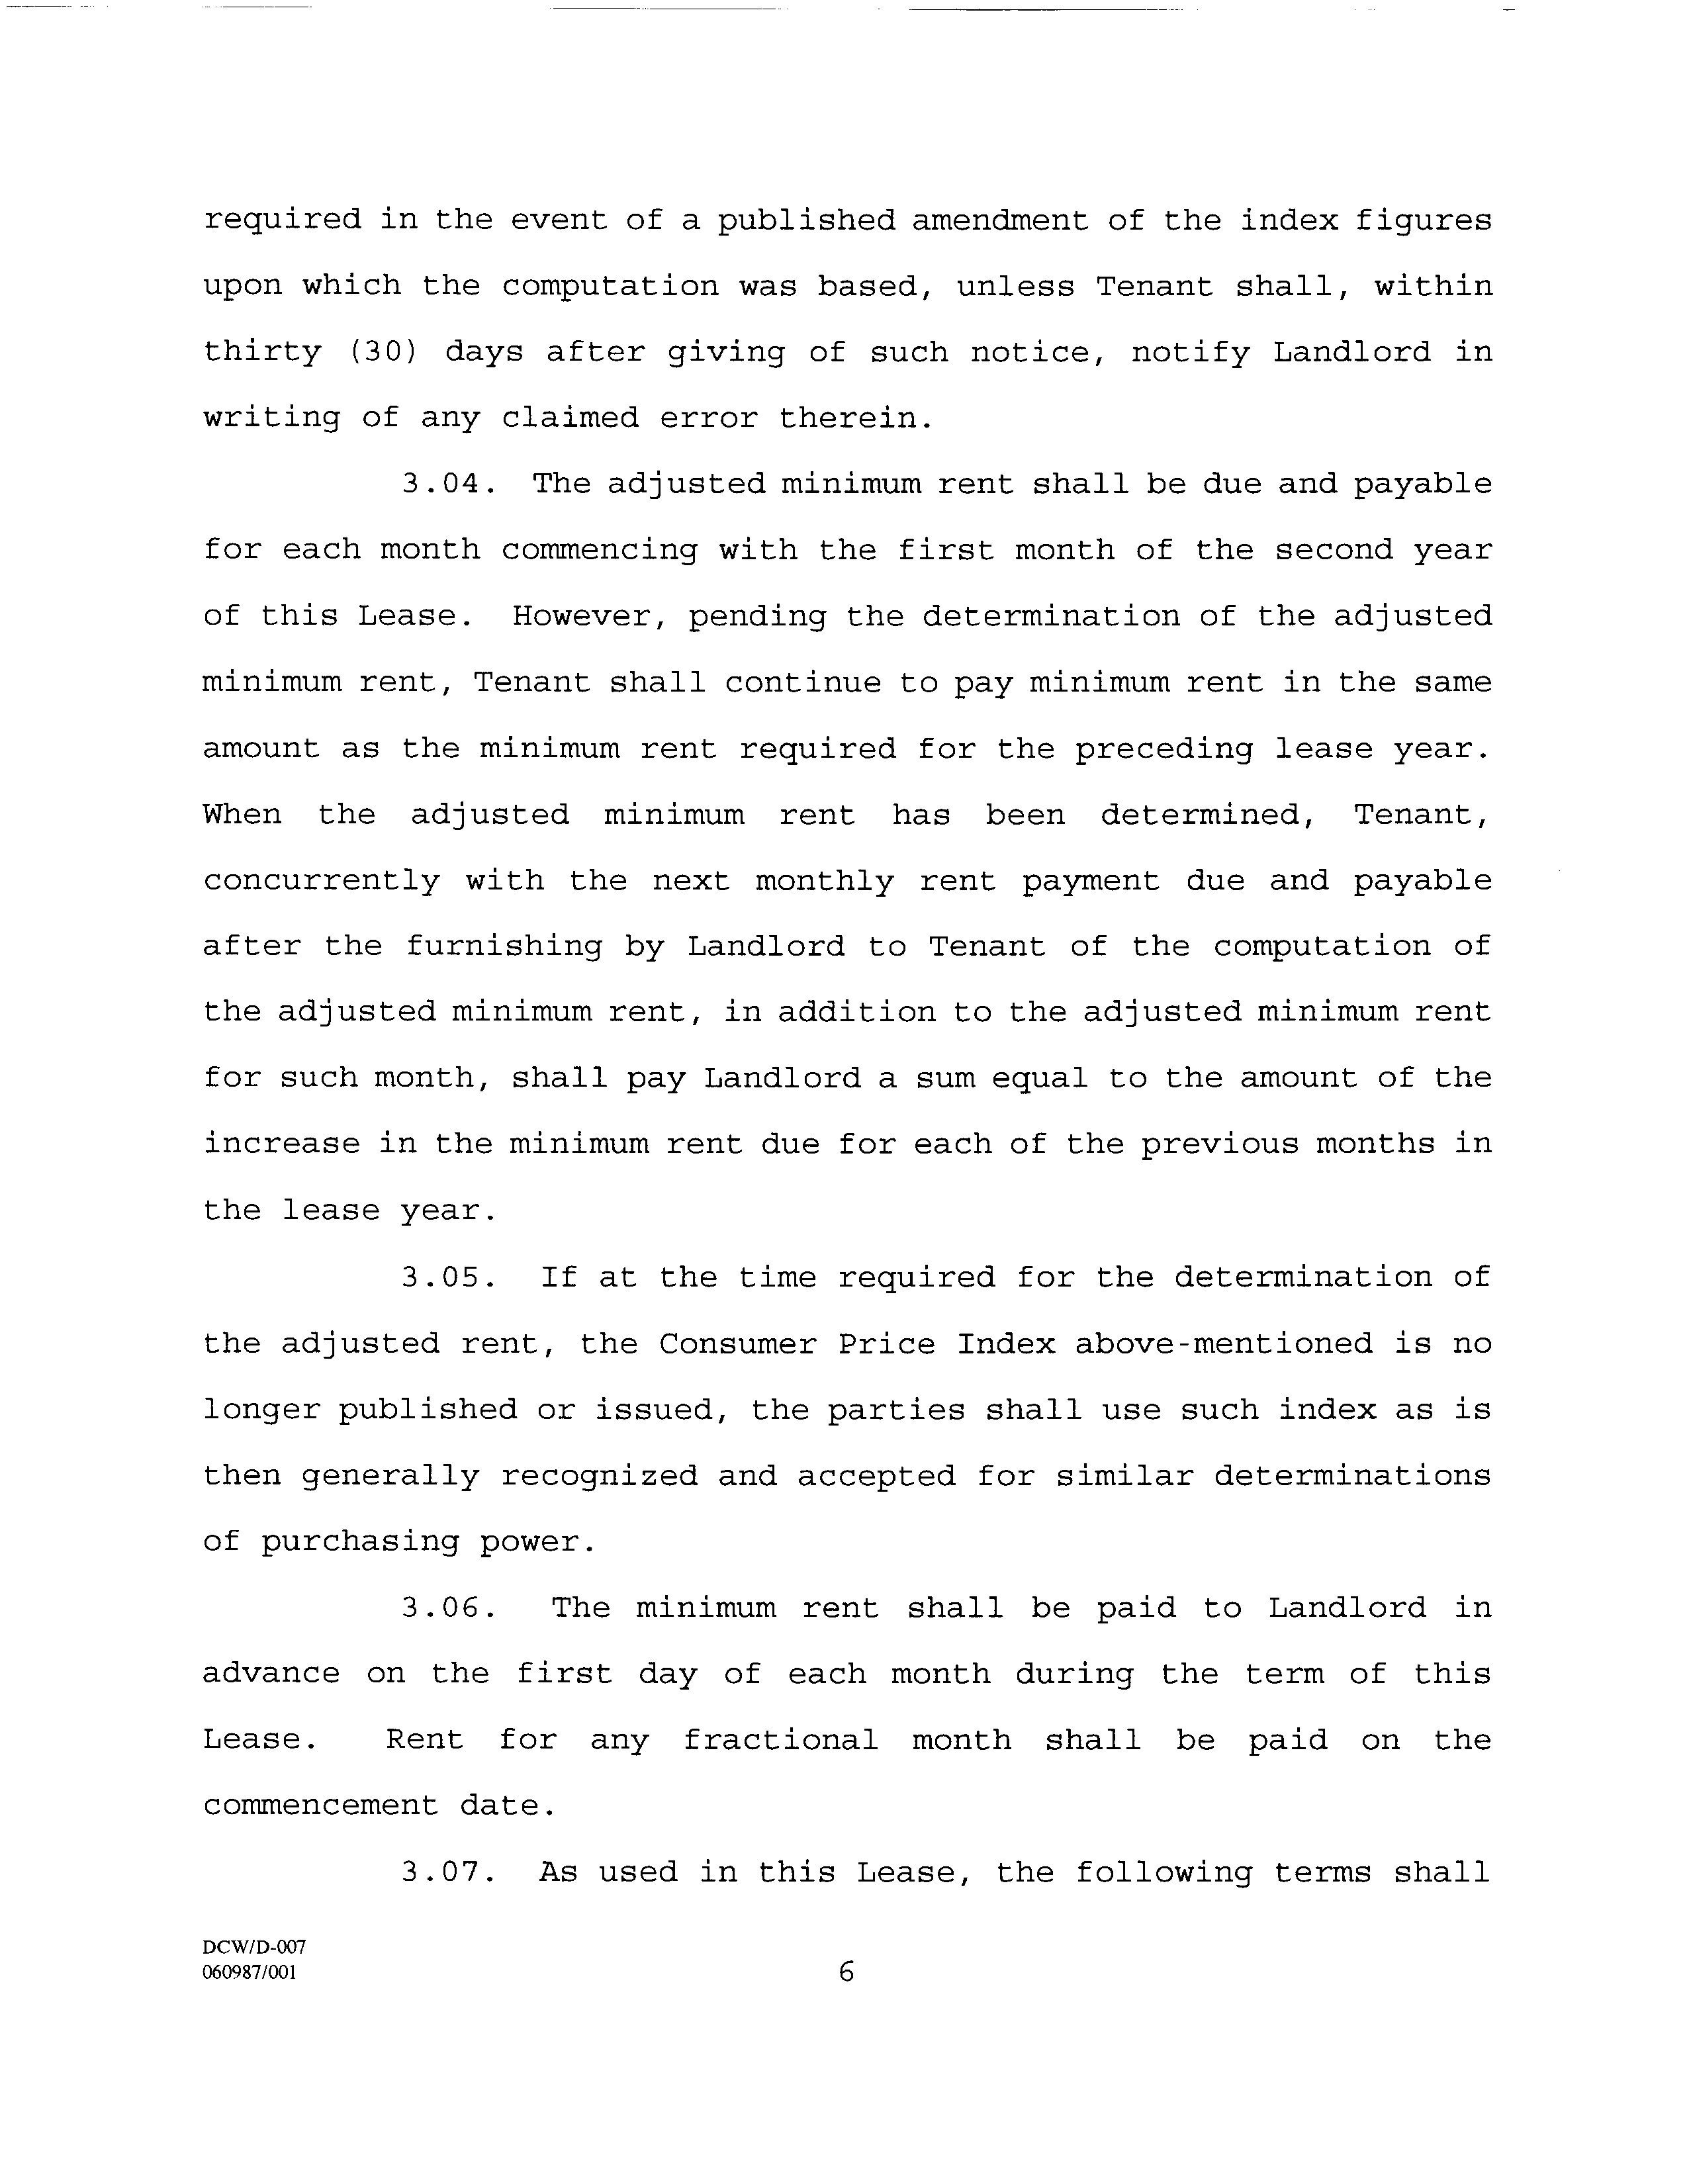 required in the event of a published amendment of the index figures
upon which the computation was based, unless Tenant shall, within
thirty (30) days after giving of such notice, notify Landlord in
writing of any claimed error therein.
3.04. The adjusted minimum rent shall be due and payable
for each month commencing with the first month of the second year
of this Lease. However, pending the determination of the adjusted
minimum rent, Tenant shall continue to pay minimum rent in the same
amount as the minimum rent required for the preceding lease year.
When the adjusted minimum rent has been determined, Tenant,
concurrently with the next monthly rent payment due and payable
after the furnishing by Landlord to Tenant of the computation of
the adjusted minimum rent, in addition to the adjusted minimum rent
for such month, shall pay Landlord a sum equal to the amount of the
increase in the minimum rent due for each of the previous months in
the lease year.
3.05. If at the time required for the determination of
the adjusted rent, the Consumer Price Index above-mentioned is no
longer published or issued, the parties shall use such index as is
then generally recognized and accepted for similar determinations
of purchasing power.
3.06. The minimum rent shall be paid to Landlord in
advance on the first day of each month during the term of this
Lease. Rent for any fractional month shall be paid on the
commencement date.
3.07. As used in this Lease, the following terms shall
DCW/D-007
060987/001
6